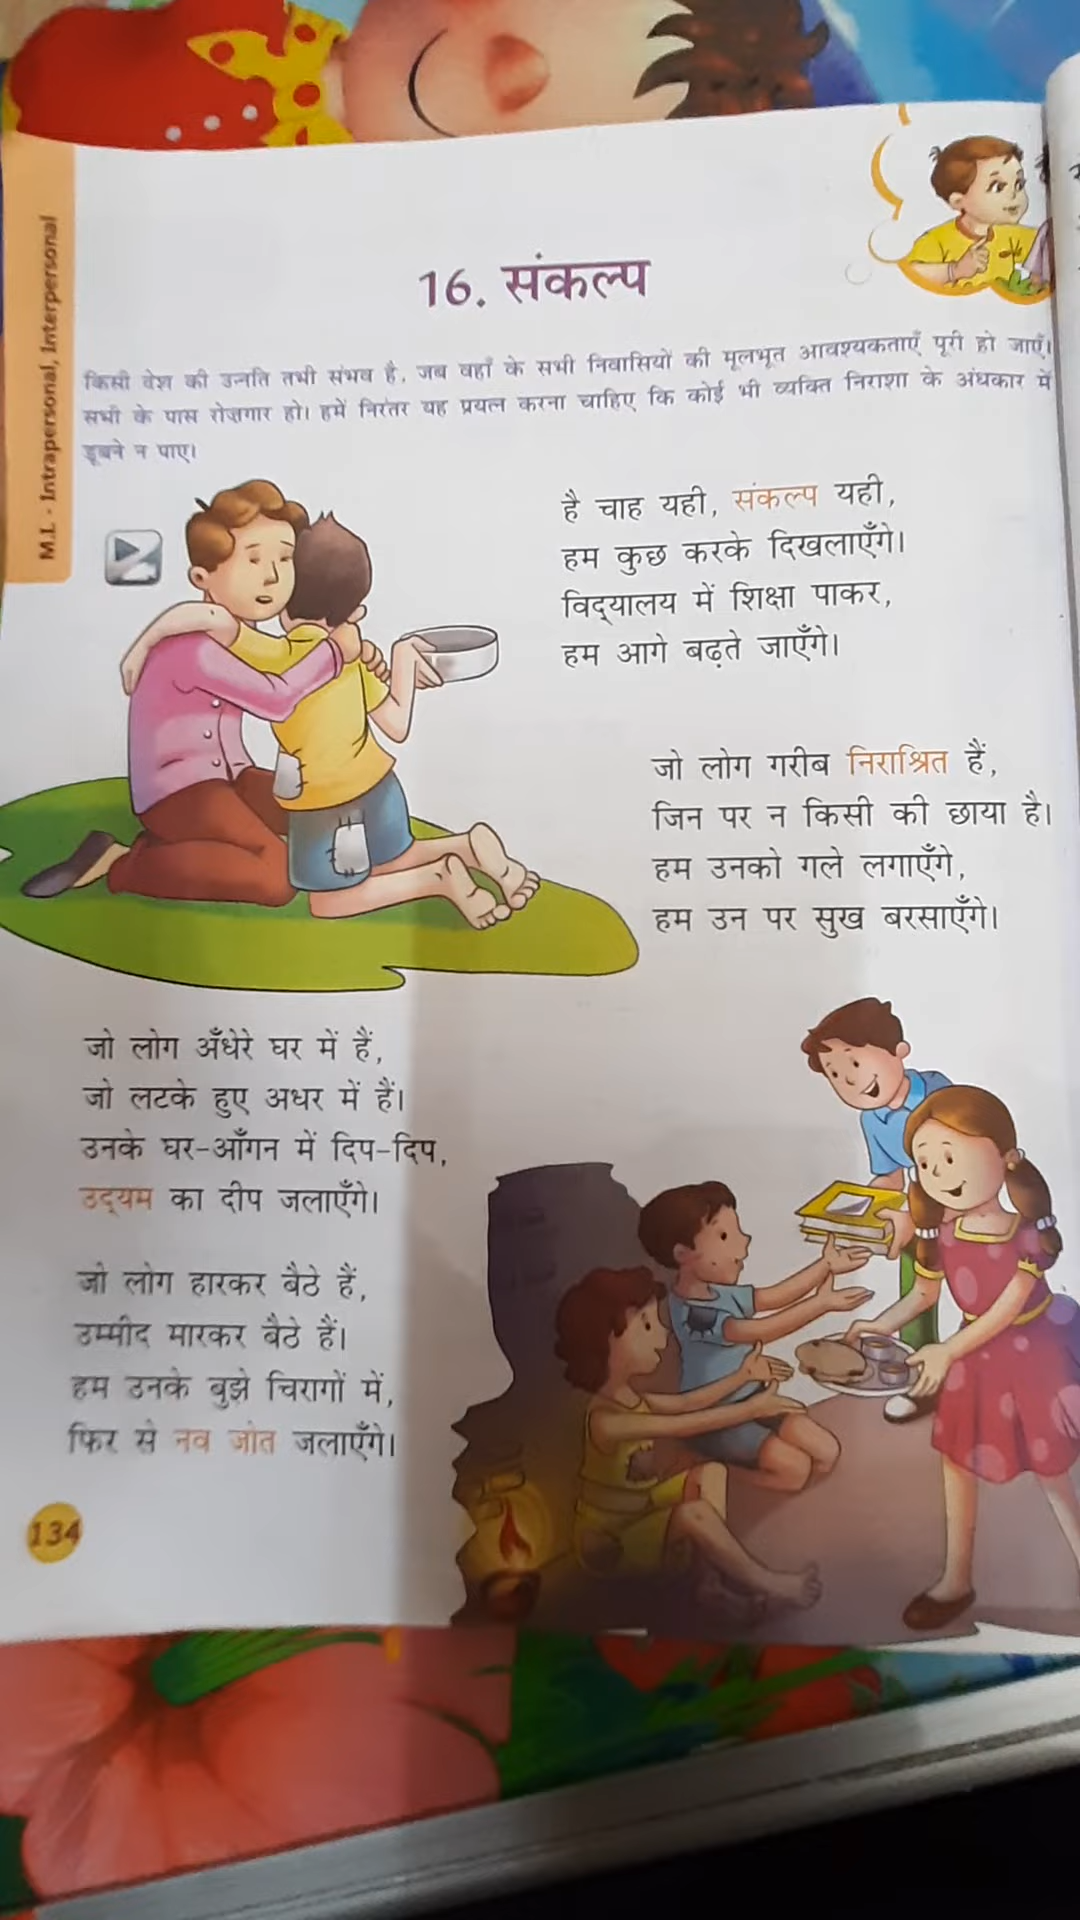 M.I. - Intrapersonal, Interpersonal
16. संकल्प
किसी देश की उन्नति तभी संभव है, जब वहाँ के सभी निवासियों की मूलभूत आवश्यकताएँ पूरी हो जाएँ।
सभी के पास रोज़गार हो। हमें निरंतर यह प्रयत्न करना चाहिए कि कोई भी व्यक्ति निराशा के अंधकार में
डूबने न पाए।
है चाह यही, संकल्प यही,
हम कुछ करके दिखलाएँगे।
विद्यालय में शिक्षा पाकर,
हम आगे बढ़ते जाएँगे।
जो लोग गरीब निराश्रित हैं,
जिन पर न किसी की छाया है।
हम उनको गले लगाएँगे,
हम उन पर सुख बरसाएँगे।
जो लोग अँधेरे घर में हैं,
जो लटके हुए अधर में हैं।
उनके घर-आँगन में दिप-दिप,
उद्यम का दीप जलाएँगे।
जो लोग हारकर बैठे हैं,
उम्मीद मारकर बैठे हैं।
हम उनके बुझे चिरागों में,
फिर से नव जोत जलाएँगे।
134